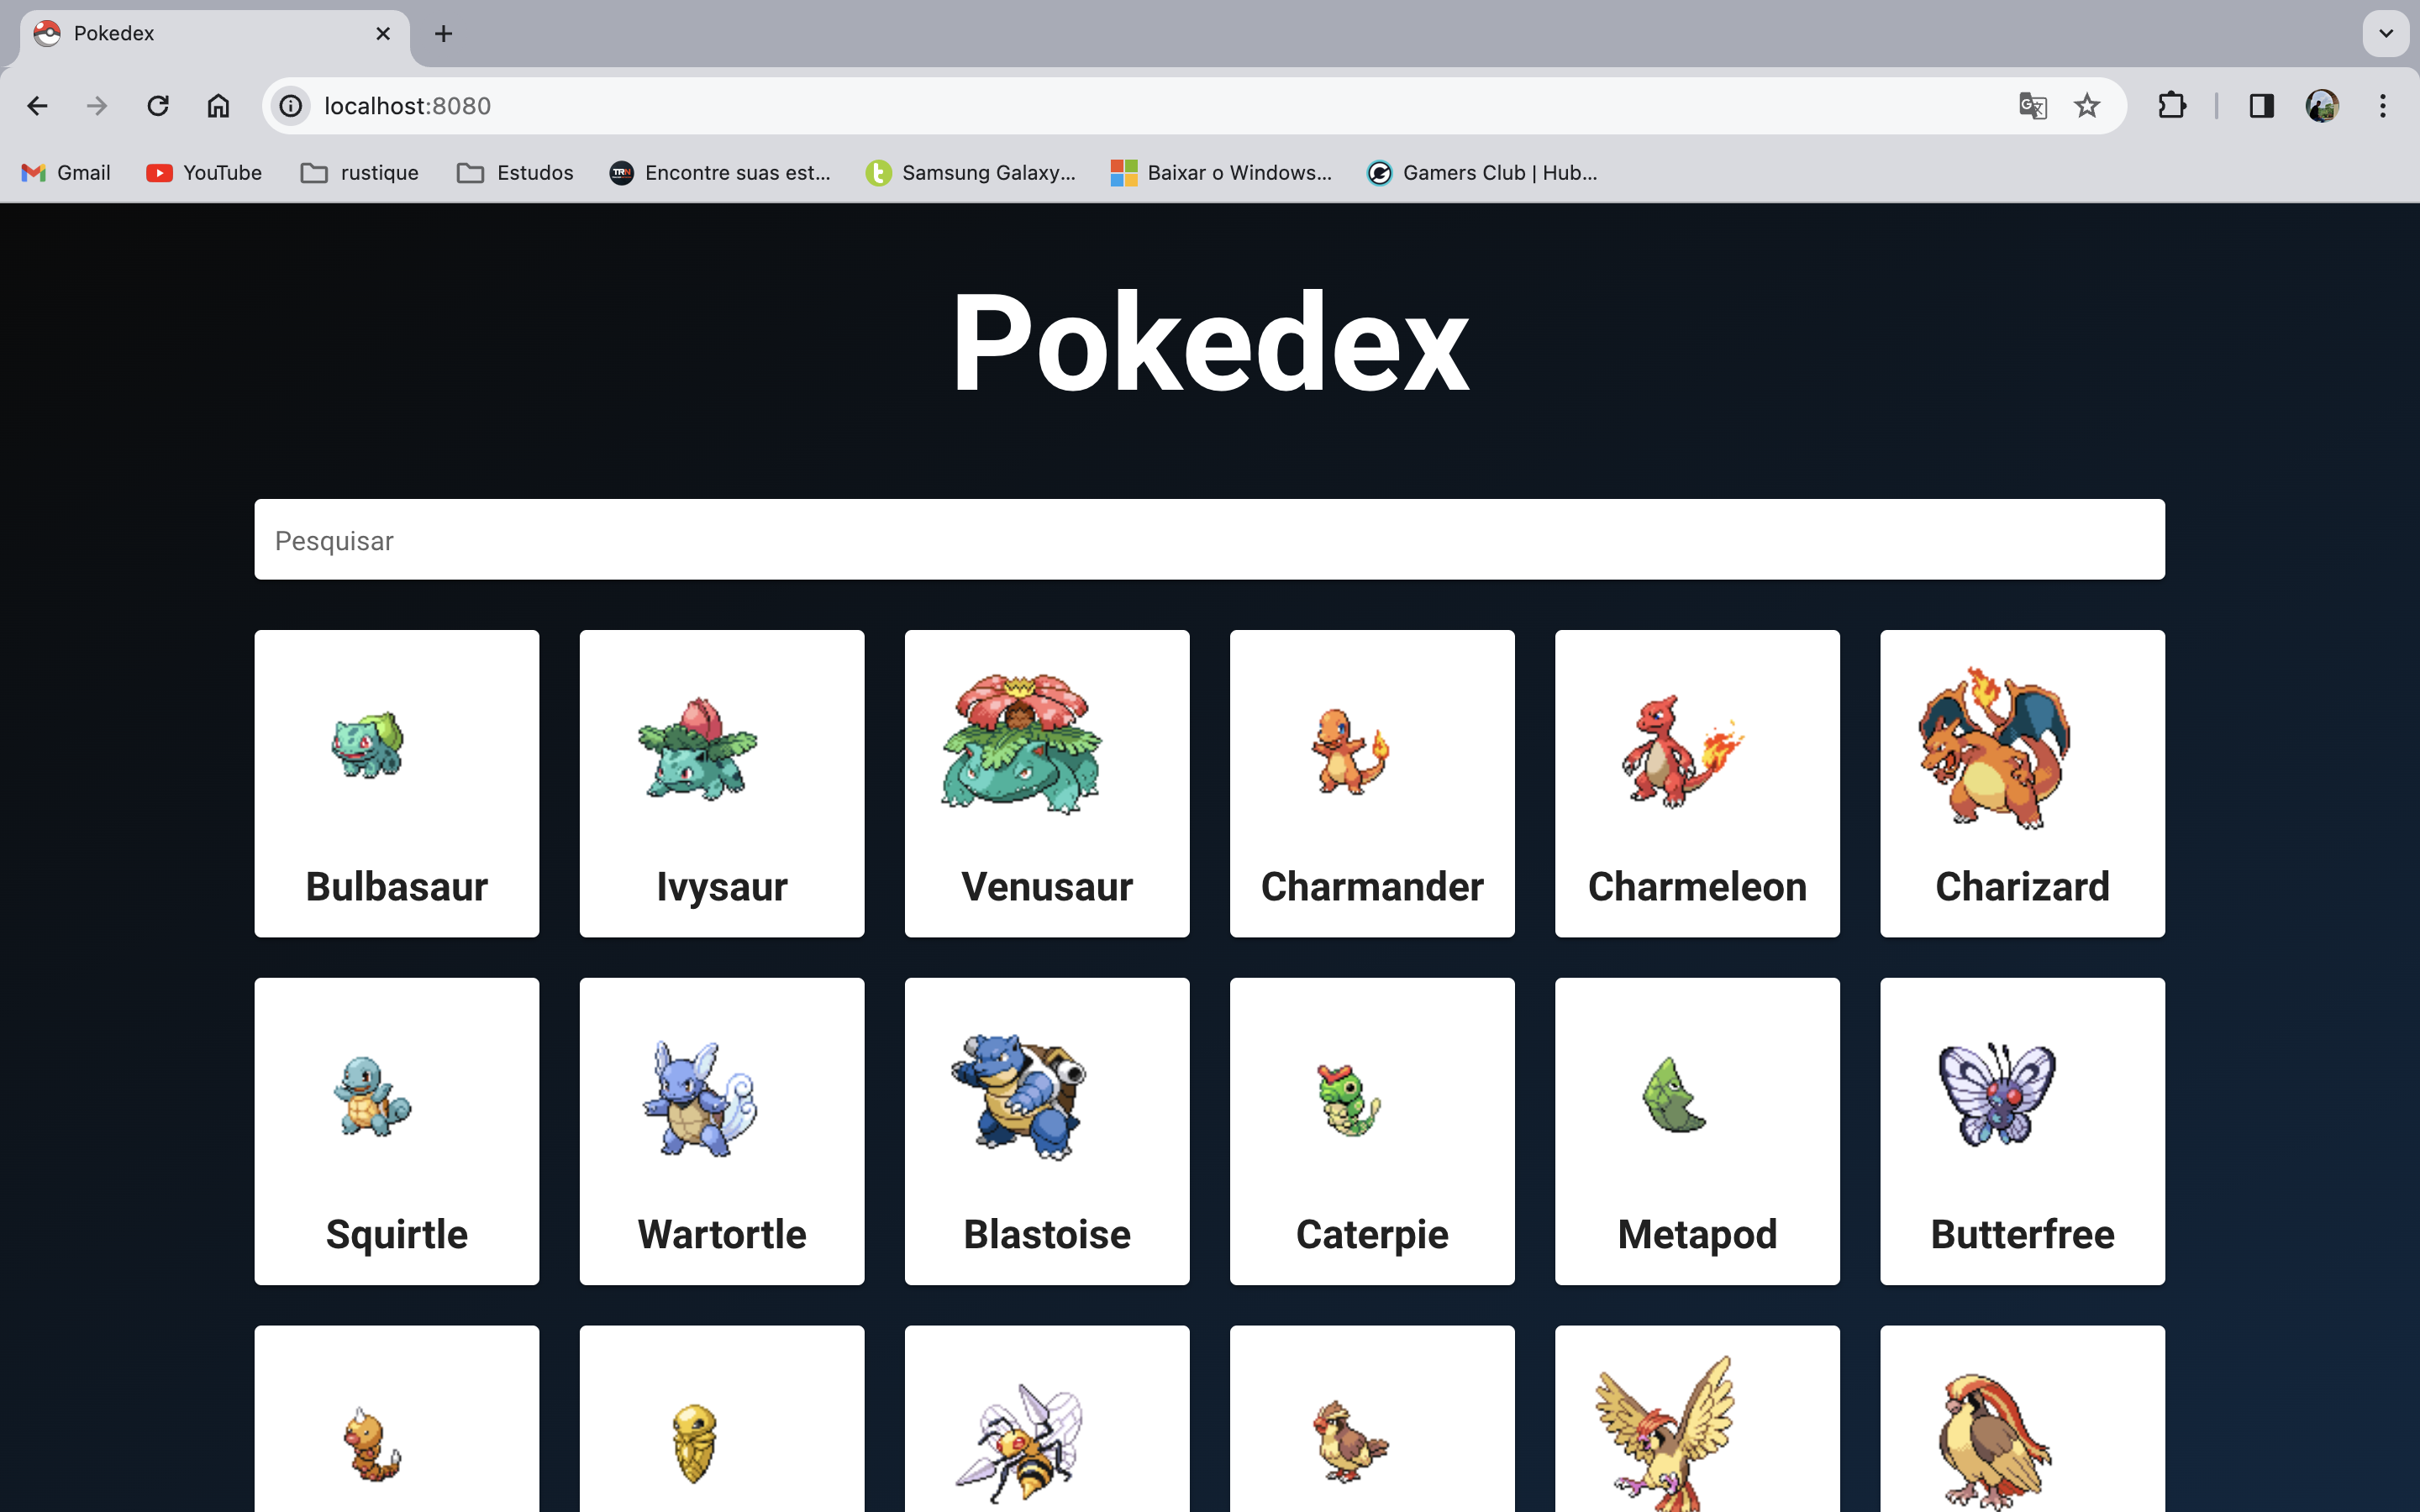 Pokedex
localhost:8080
Gmail YouTube rustique Estudos TRN Encontre suas est... Samsung Galaxy... Baixar o Windows... Gamers Club | Hub...
Pokedex
Pesquisar
Bulbasaur Ivysaur Venusaur Charmander Charmeleon Charizard
Squirtle Wartortle Blastoise Caterpie Metapod Butterfree